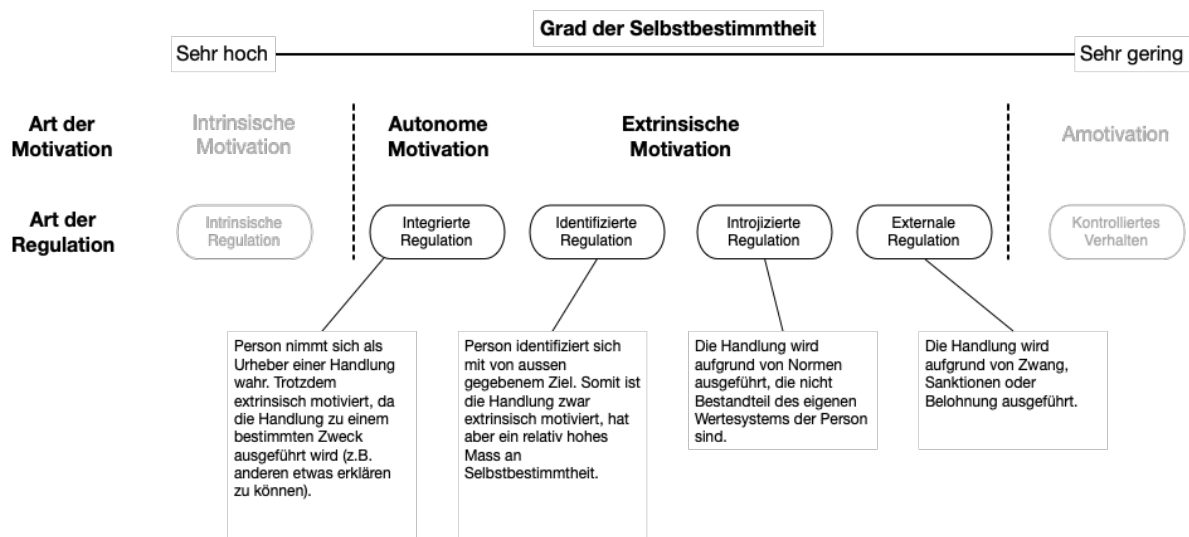 Grad der Selbstbestimmtheit
Sehr hoch
Sehr gering
Art der
Motivation
Intrinsische
Motivation
Autonome
Motivation
Extrinsische
Motivation
Amotivation
Art der
Regulation
Intrinsische
Regulation
Integrierte
Regulation
Identifizierte
Regulation
Introjizierte
Regulation
Externale
Regulation
Kontrolliertes
Verhalten
Person nimmt sich als
Urheber einer Handlung
wahr. Trotzdem
extrinsisch motiviert, da
die Handlung zu einem
bestimmten Zweck
ausgeführt wird (z.B.
anderen etwas erklären
zu können).
Person identifiziert sich
mit von aussen
gegebenem Ziel. Somit ist
die Handlung zwar
extrinsisch motiviert, hat
aber ein relativ hohes
Mass an
Selbstbestimmtheit.
Die Handlung wird
aufgrund von Normen
ausgeführt, die nicht
Bestandteil des eigenen
Wertesystems der Person
sind.
Die Handlung wird
aufgrund von Zwang,
Sanktionen oder
Belohnung ausgeführt.